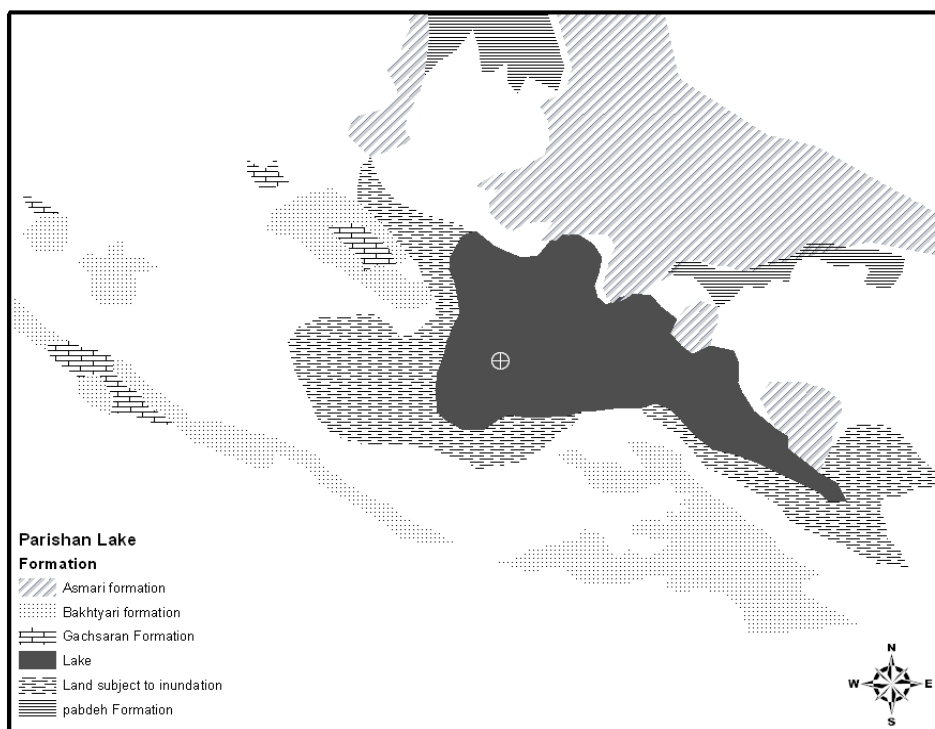 Parishan Lake
Formation
Asmari formation
Bakhtyari formation
Gachsaran Formation
Lake
Land subject to inundation
pabdeh Formation
N
W E
S